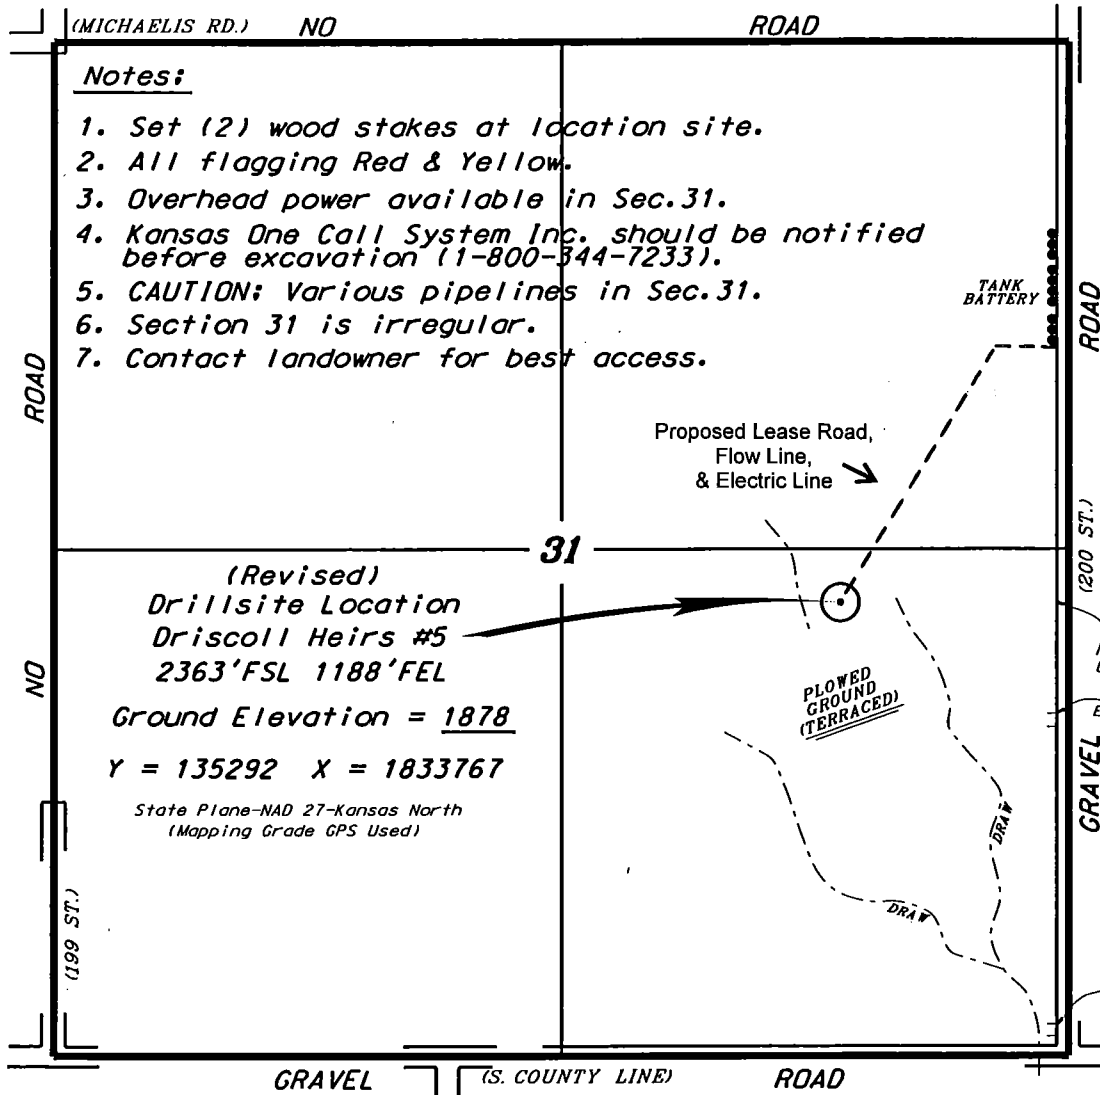 (MICHAELIS RD.) NO ROAD
Notes:
1. Set (2) wood stakes at location site.
2. All flagging Red & Yellow.
3. Overhead power available in Sec.31.
4. Kansas One Call System Inc. should be notified
before excavation (1-800-344-7233).
5. CAUTION: Various pipelines in Sec.31.
6. Section 31 is irregular.
7. Contact landowner for best access.
TANK
BATTERY
ROAD
ROAD
Proposed Lease Road,
Flow Line,
& Electric Line
31
(200 ST.)
(Revised)
Drillsite Location
Driscoll Heirs #5
2363'FSL 1188'FEL
Ground Elevation = 1878
Y = 135292 X = 1833767
State Plane-NAD 27-Kansas North
(Mapping Grade GPS Used)
NO
PLOWED
GROUND
(TERRACED)
GRAVEL
DRAW
DRAW
(199 ST.)
GRAVEL (S. COUNTY LINE) ROAD